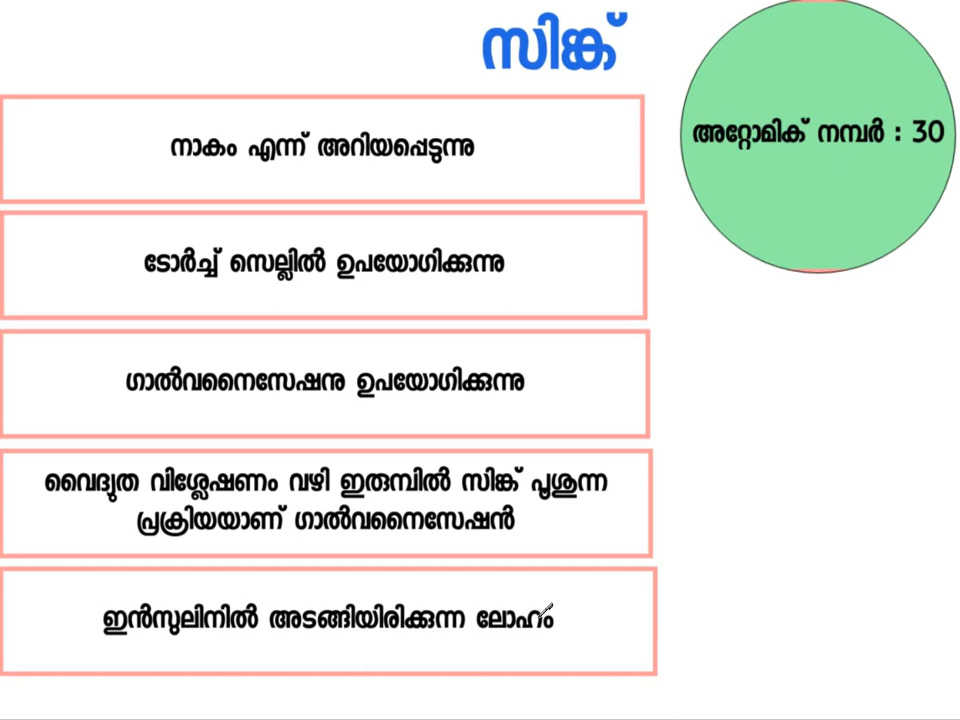 സിങ്ക്
അറ്റോമിക് നമ്പർ : 30
നാകം എന്ന് അറിയപ്പെടുന്നു
ടോർച്ച് സെല്ലിൽ ഉപയോഗിക്കുന്നു
ഗാൽവനൈസേഷനു ഉപയോഗിക്കുന്നു
വൈദ്യുത വിശ്ലേഷണം വഴി ഇരുമ്പിൽ സിങ്ക് പൂശുന്ന
പ്രക്രിയയാണ് ഗാൽവനൈസേഷൻ
ഇൻസുലിനിൽ അടങ്ങിയിരിക്കുന്ന ലോഹം